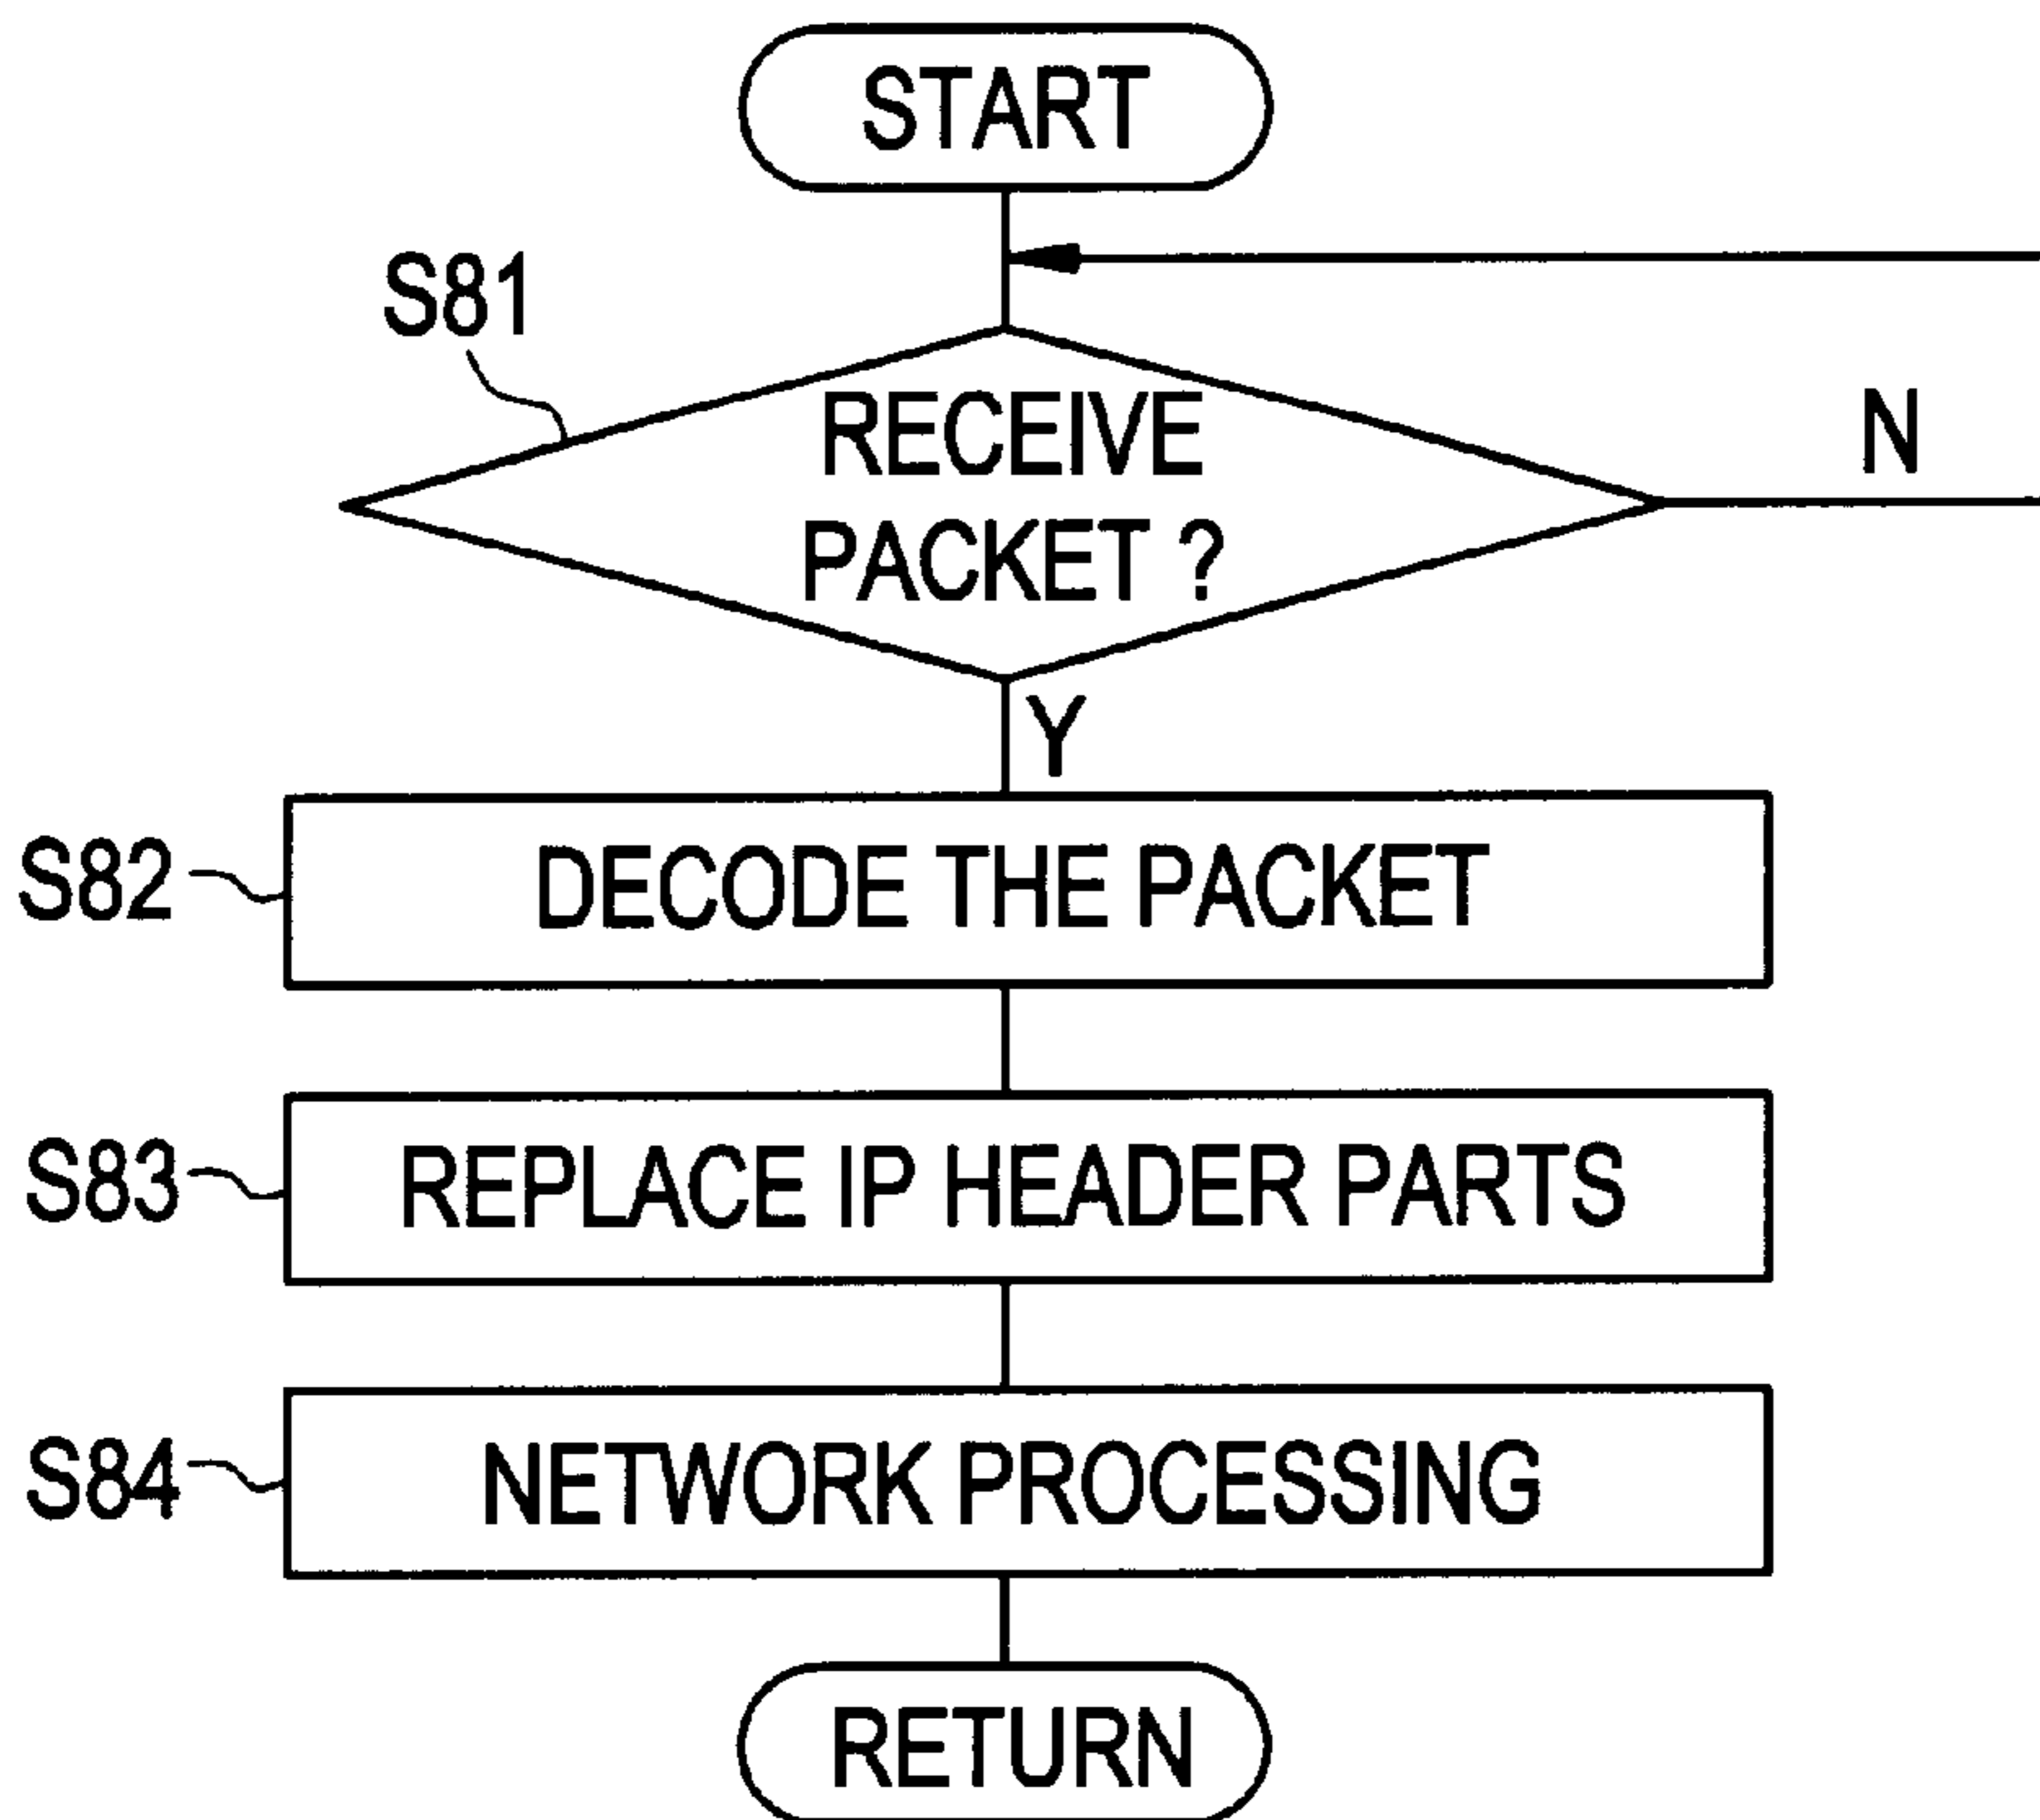 START
S81
RECEIVE
PACKET ?
N
Y
S82
DECODE THE PACKET
S83
REPLACE IP HEADER PARTS
S84
NETWORK PROCESSING
RETURN